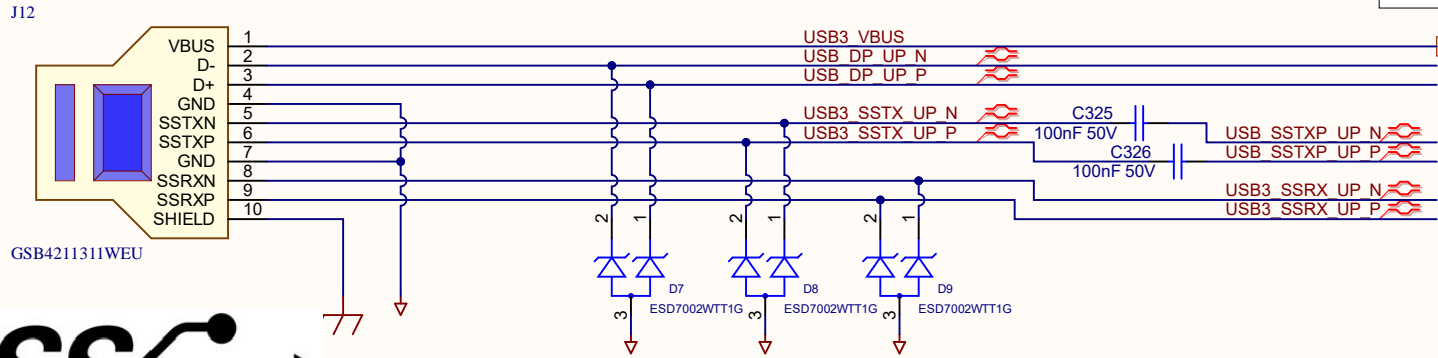 J12
VBUS 1 USB3_VBUS
D- 2 USB_DP_UP_N
D+ 3 USB_DP_UP_P
GND 4
SSTXN 5 USB3_SSTX_UP_N C325
SSTXP 6 USB3_SSTX_UP_P 100nF 50V USB_SSTXP_UP_N
GND 7 C326 USB_SSTXP_UP_P
100nF 50V
SSRXN 8
SSRXP 9 USB3_SSRX_UP_N
SHIELD 10 USB3_SSRX_UP_P
2 1 2 1 2 1
GSB4211311WEU
D7 D8 D9
3 ESD7002WTT1G 3 ESD7002WTT1G 3 ESD7002WTT1G
ss